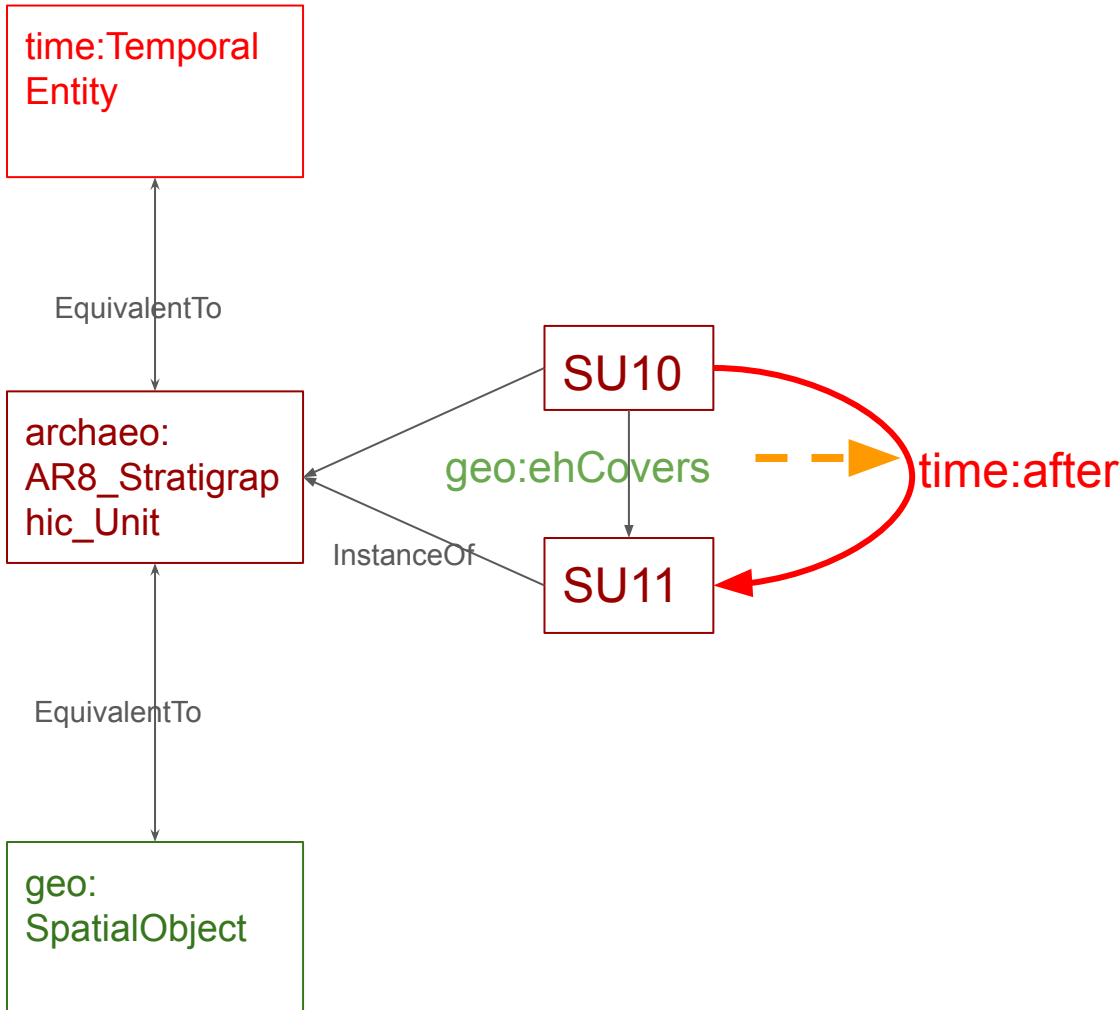 time:Temporal
Entity
EquivalentTo
SU10
archaeo:
AR8_Stratigrap
hic_Unit
geo:ehCovers
time:after
InstanceOf
SU11
EquivalentTo
geo:
SpatialObject